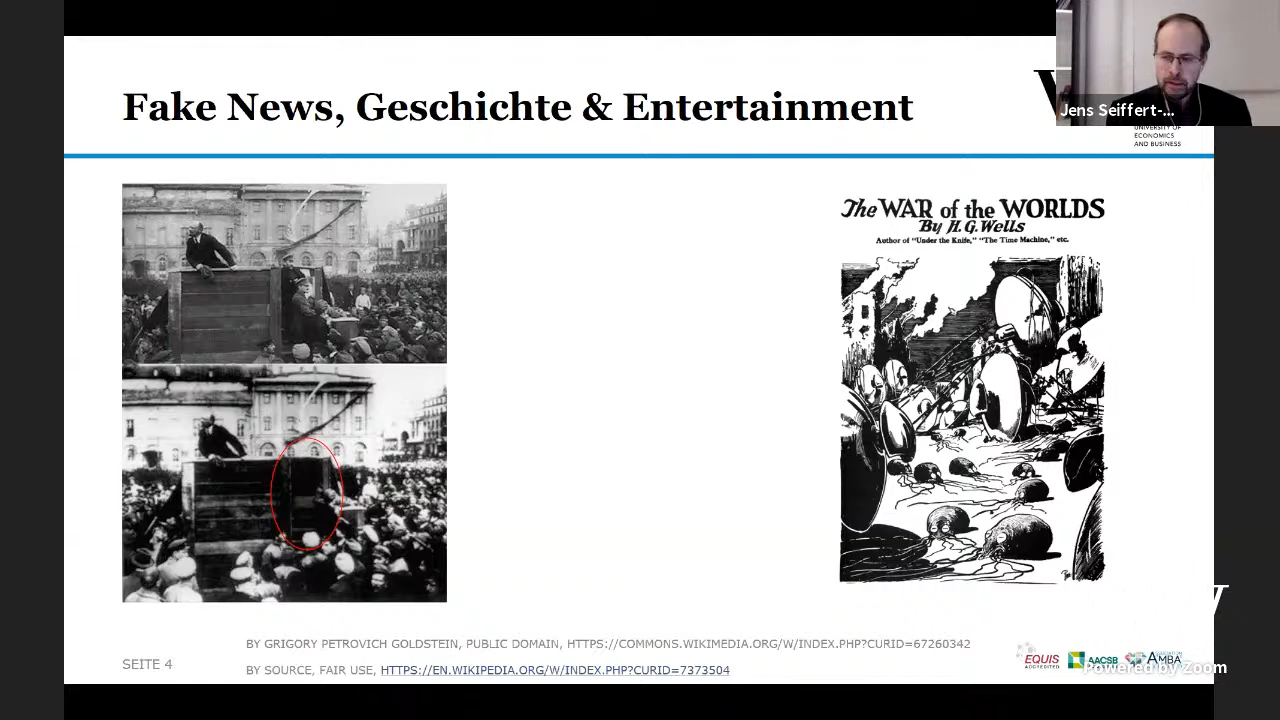 Fake News, Geschichte & Entertainment
Jens Seiffert-...
UNIVERSITY OF
ECONOMICS
AND BUSINESS
The WAR of the WORLDS
By H.G.Wells
Author of "Under the Knife," "The Time Machine," etc.
BY GRIGORY PETROVICH GOLDSTEIN, PUBLIC DOMAIN, HTTPS://COMMONS.WIKIMEDIA.ORG/W/INDEX.PHP?CURID=67260342
SEITE 4
BY SOURCE, FAIR USE, HTTPS://EN.WIKIPEDIA.ORG/W/INDEX.PHP?CURID=7373504
EQUIS
ACCREDITED
AACSB
AMBA
Powered by Zoom